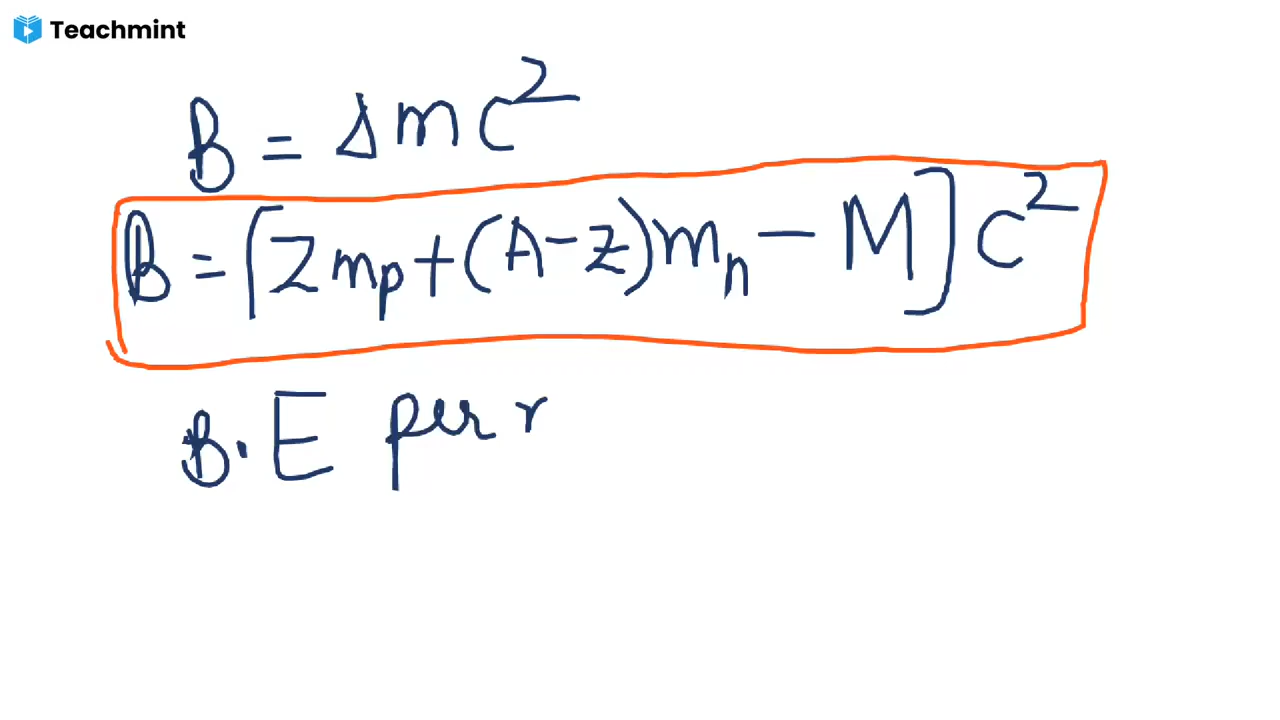 Teachmint
B = Δmc²
B = [Zmₚ + (A-z)mₙ - M]c²
B.E per r